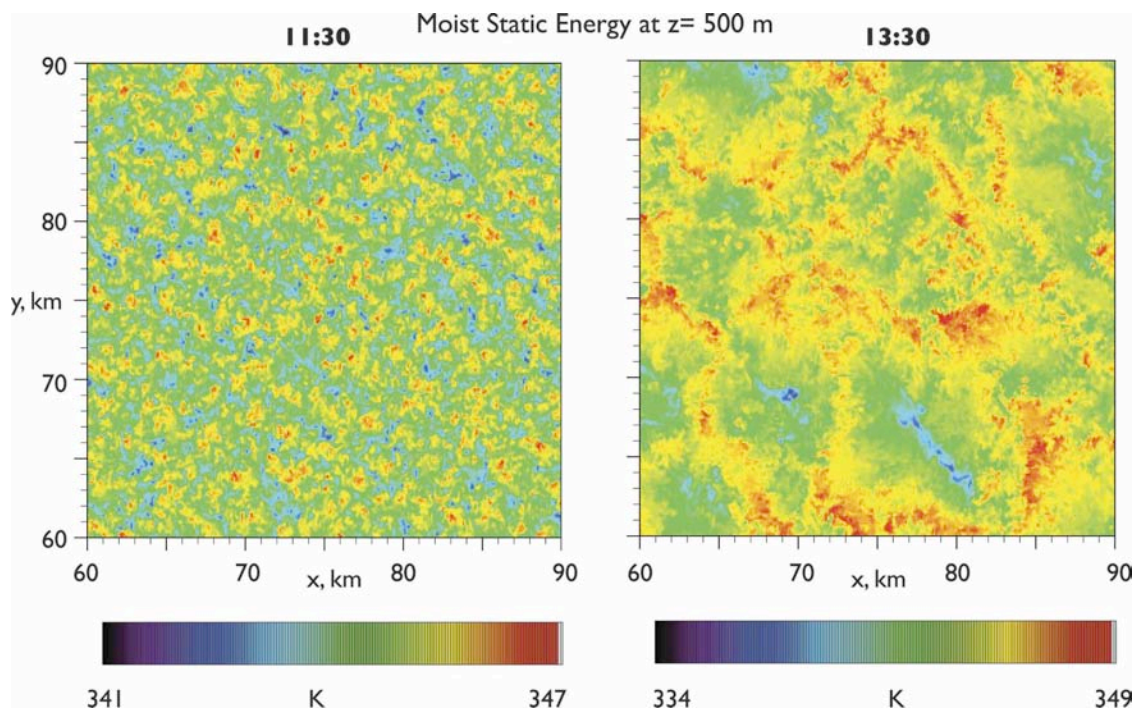 Moist Static Energy at z= 500 m
11:30 13:30
90
80
y, km
70
60
60 70 80 90
x, km
60 70 80 90
x, km
341 K 347
334 K 349